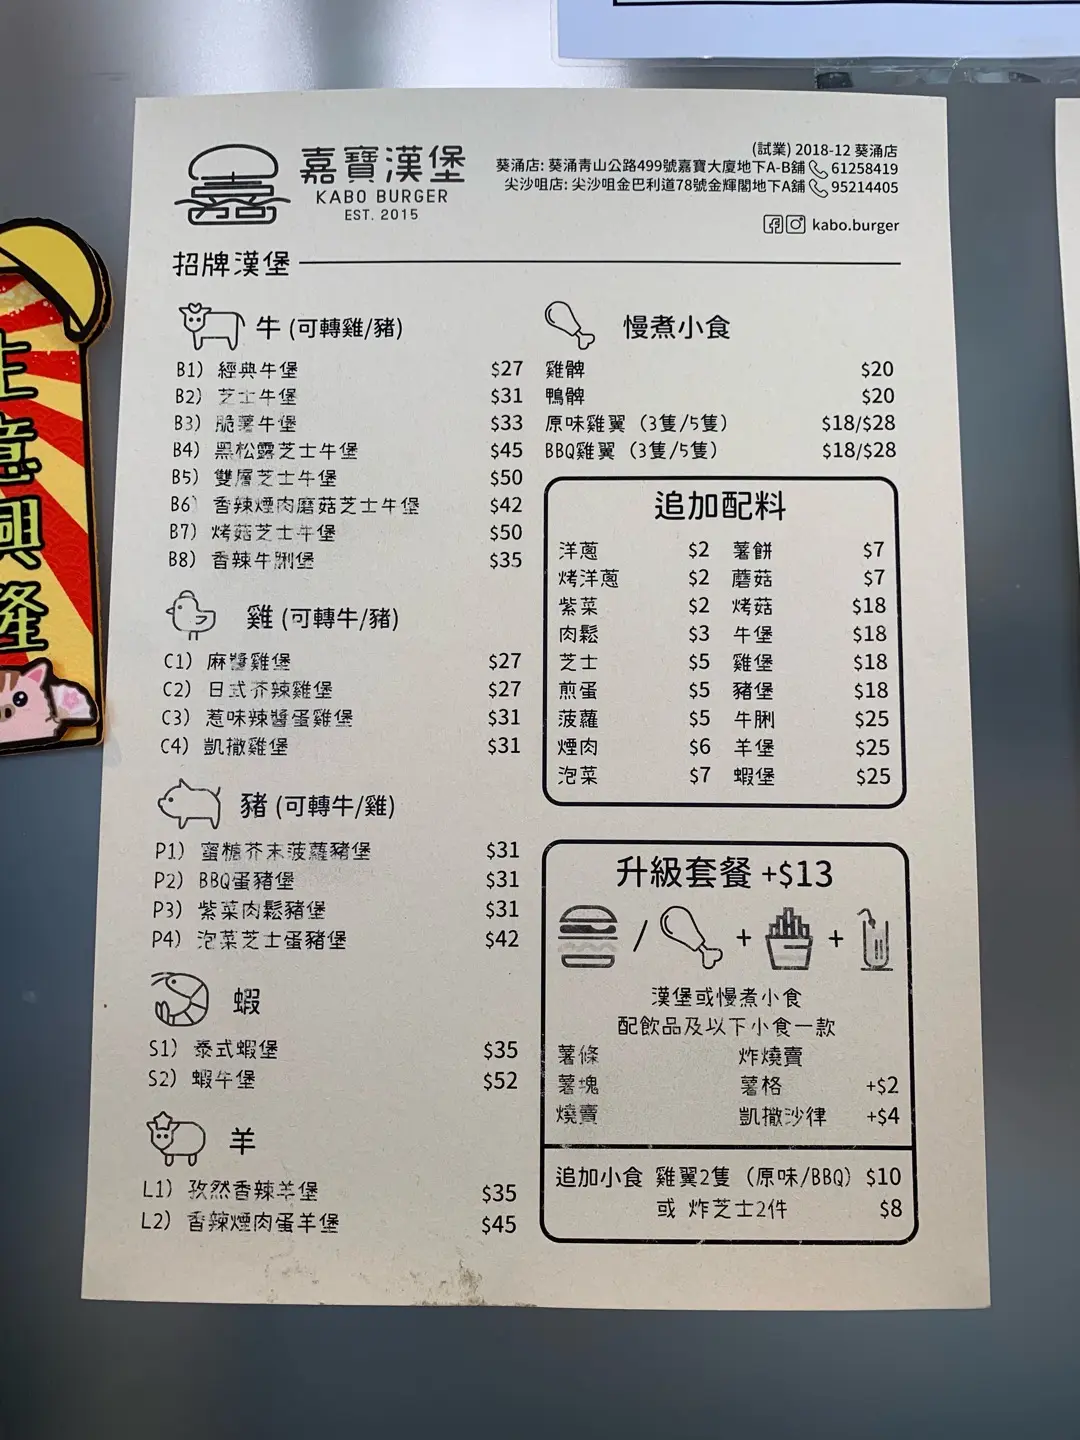 嘉寶漢堡
KABO BURGER
EST. 2015
(試業) 2018-12 葵涌店
葵涌店: 葵涌青山公路499號嘉寶大廈地下A-B舖 61258419
尖沙咀店: 尖沙咀金巴利道78號金輝閣地下A舖 95214405
kabo.burger
招牌漢堡
牛 (可轉雞/豬)
B1) 經典牛堡 $27
B2) 芝士牛堡 $31
B3) 脆薯牛堡 $33
B4) 黑松露芝士牛堡 $45
B5) 雙層芝士牛堡 $50
B6) 香辣煙肉磨菇芝士牛堡 $42
B7) 烤菇芝士牛堡 $50
B8) 香辣牛脷堡 $35
雞 (可轉牛/豬)
C1) 麻醬雞堡 $27
C2) 日式芥辣雞堡 $27
C3) 惹味辣醬蛋雞堡 $31
C4) 凱撒雞堡 $31
豬 (可轉牛/雞)
P1) 蜜糖芥末菠蘿豬堡 $31
P2) BBQ蛋豬堡 $31
P3) 紫菜肉鬆豬堡 $31
P4) 泡菜芝士蛋豬堡 $42
蝦
S1) 泰式蝦堡 $35
S2) 蝦牛堡 $52
羊
L1) 孜然香辣羊堡 $35
L2) 香辣煙肉蛋羊堡 $45
慢煮小食
雞髀 $20
鴨髀 $20
原味雞翼 (3隻/5隻) $18/$28
BBQ雞翼 (3隻/5隻) $18/$28
追加配料
洋蔥 $2 薯餅 $7
烤洋蔥 $2 蘑菇 $7
紫菜 $2 烤菇 $18
肉鬆 $3 牛堡 $18
芝士 $5 雞堡 $18
煎蛋 $5 豬堡 $18
菠蘿 $5 牛脷 $25
煙肉 $6 羊堡 $25
泡菜 $7 蝦堡 $25
升級套餐 +$13
/ + +
漢堡或慢煮小食
配飲品及以下小食一款
薯條 炸燒賣
薯塊 薯格 +$2
燒賣 凱撒沙律 +$4
追加小食 雞翼2隻 (原味/BBQ) $10
或 炸芝士2件 $8
生意興隆